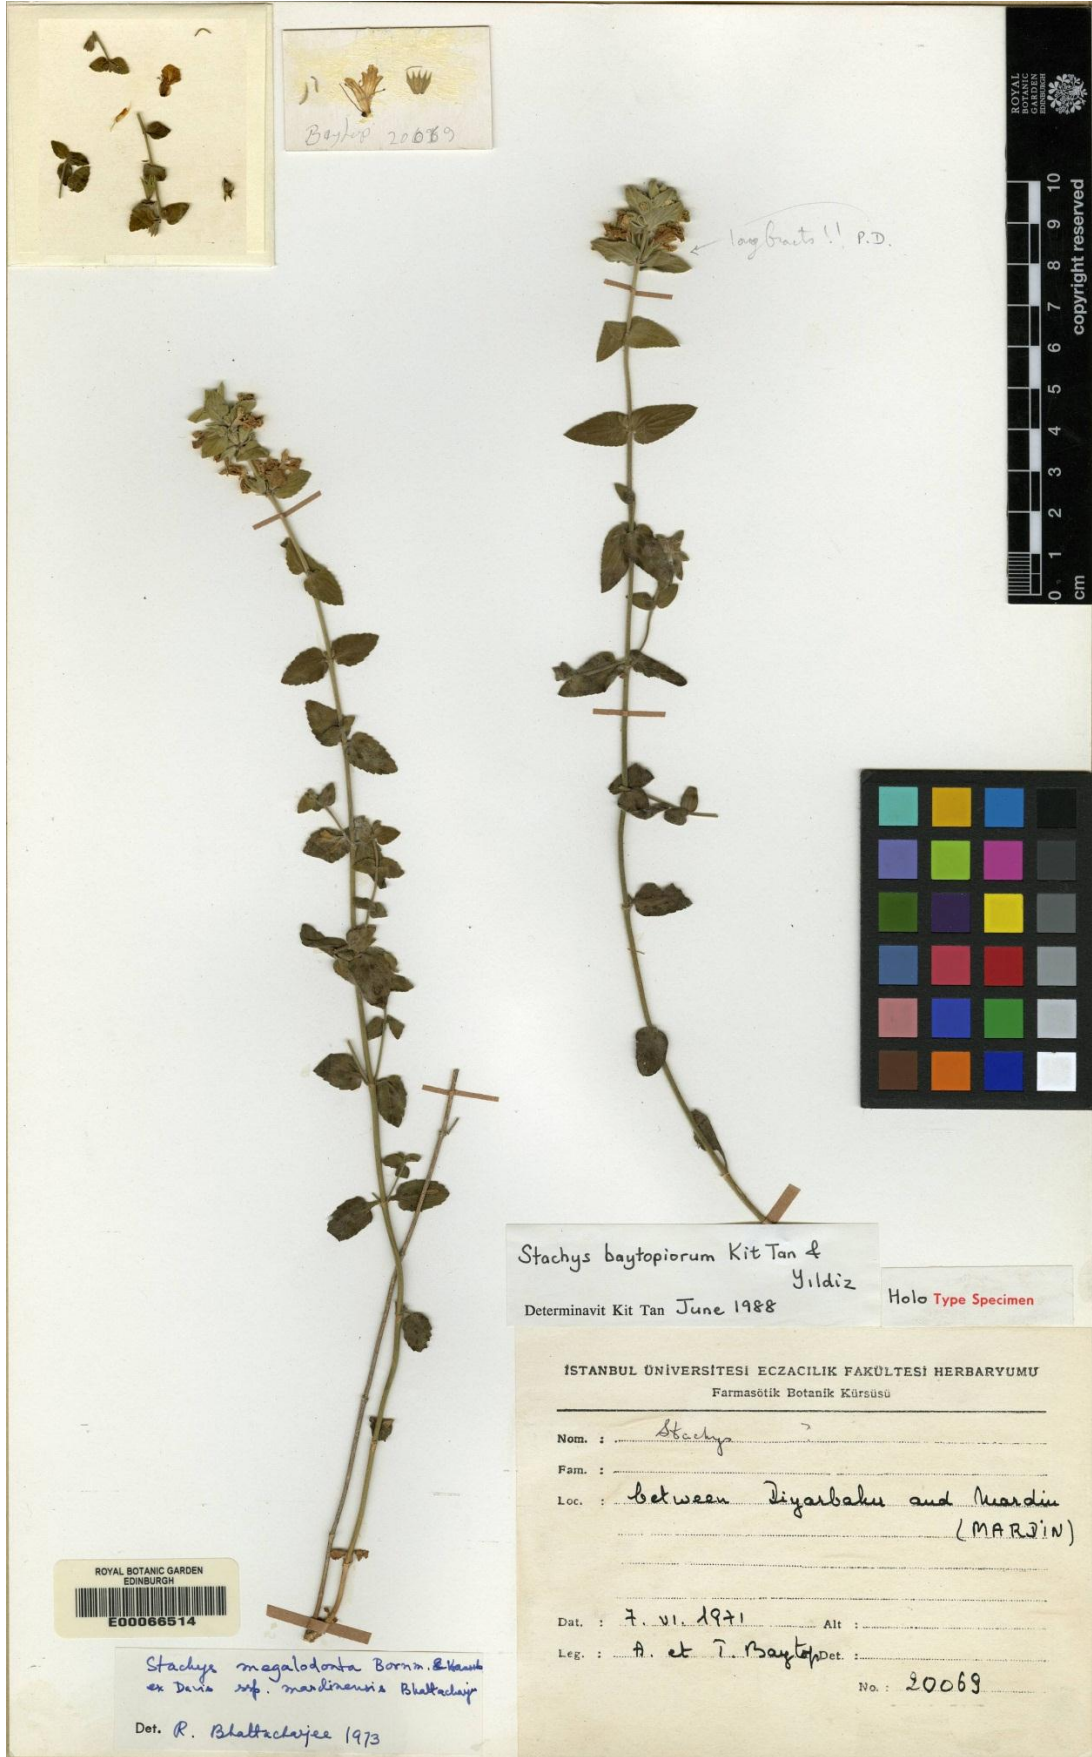 Baytop 20069
long bracts!! P.D.
ROYAL
BOTANIC
GARDEN
EDINBURGH
copyright reserved
10
9
8
7
6
5
4
3
2
1
0
cm
Stachys baytopiorum Kit Tan &
Yıldız
Determinavit Kit Tan June 1988
Holo Type Specimen
İSTANBUL ÜNİVERSİTESİ ECZACILIK FAKÜLTESİ HERBARYUMU
Farmasötik Botanik Kürsüsü
Nom. : Stachys ?
Fam. :
Loc. : between Diyarbakır and Mardin
(MARDİN)
Dat. : 7. VI. 1971 Alt :
Leg. : A. et T. Baytop Det. :
No. : 20069
ROYAL BOTANIC GARDEN
EDINBURGH
E00066514
Stachys megalodonta Bornm. &
ex Davis ssp. mardinensis Bhattacharjee
Det. R. Bhattacharjee 1973